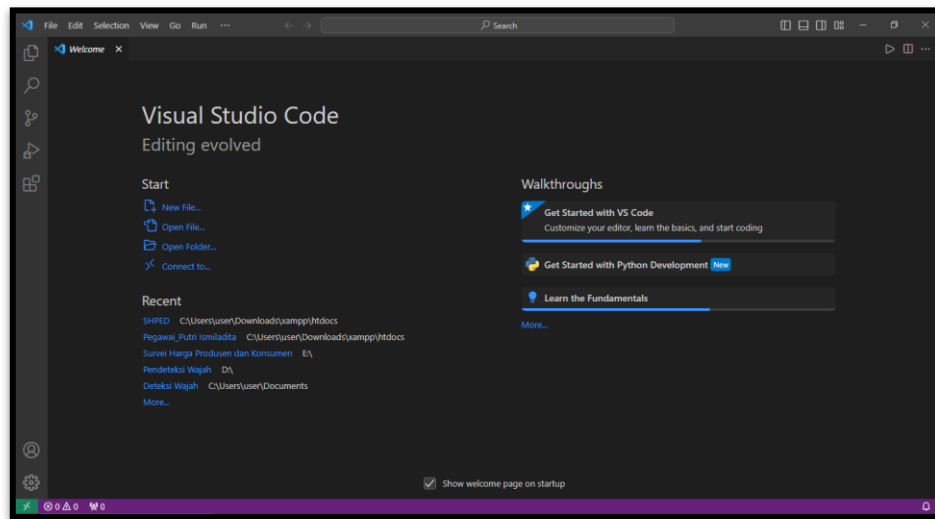 File Edit Selection View Go Run ...
Search
Welcome
Visual Studio Code
Editing evolved
Start
New File...
Open File...
Open Folder...
Connect to...
Recent
SHPED C:\Users\user\Downloads\xampp\htdocs
Pegawai_Putri Ismiladita C:\Users\user\Downloads\xampp\htdocs
Survei Harga Produsen dan Konsumen E:\
Pendeteksi Wajah D:\
Deteksi Wajah C:\Users\user\Documents
More...
Walkthroughs
Get Started with VS Code
Customize your editor, learn the basics, and start coding
Get Started with Python Development New
Learn the Fundamentals
More...
Show welcome page on startup
0 0 0